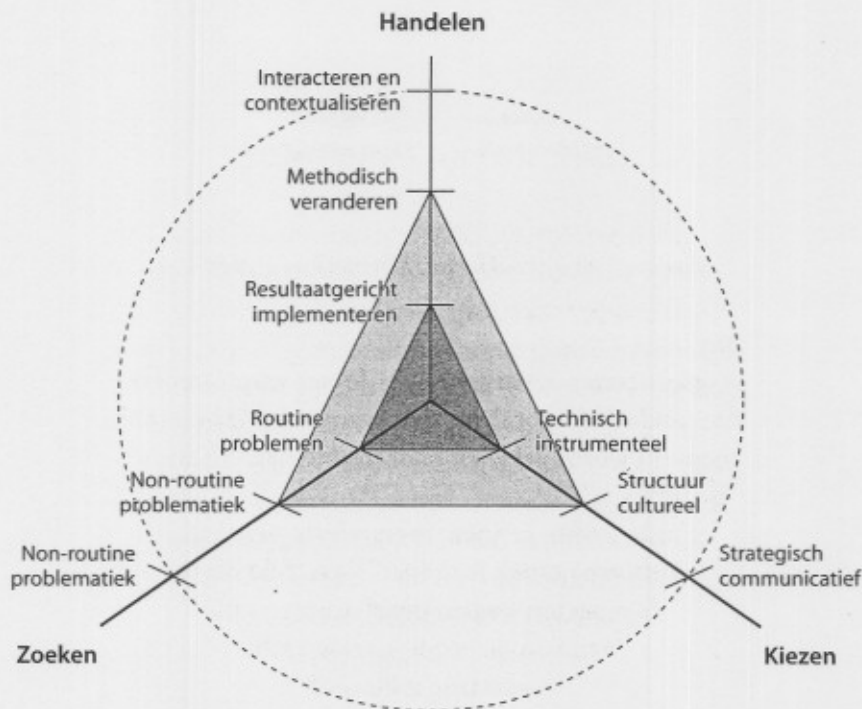 Handelen
Interacteren en
contextualiseren
Methodisch
veranderen
Resultaatgericht
implementeren
Routine
problemen
Technisch
instrumenteel
Non-routine
problematiek
Structuur
cultureel
Non-routine
problematiek
Strategisch
communicatief
Zoeken
Kiezen